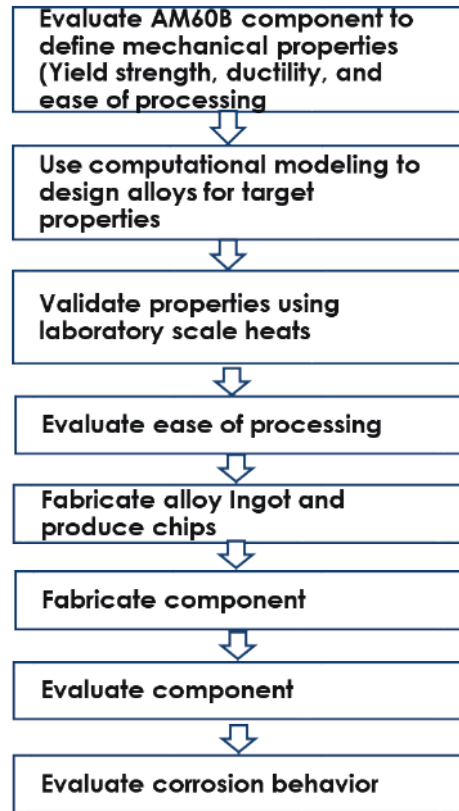 Evaluate AM60B component to
define mechanical properties
(Yield strength, ductility, and
ease of processing
Use computational modeling to
design alloys for target
properties
Validate properties using
laboratory scale heats
Evaluate ease of processing
Fabricate alloy Ingot and
produce chips
Fabricate component
Evaluate component
Evaluate corrosion behavior